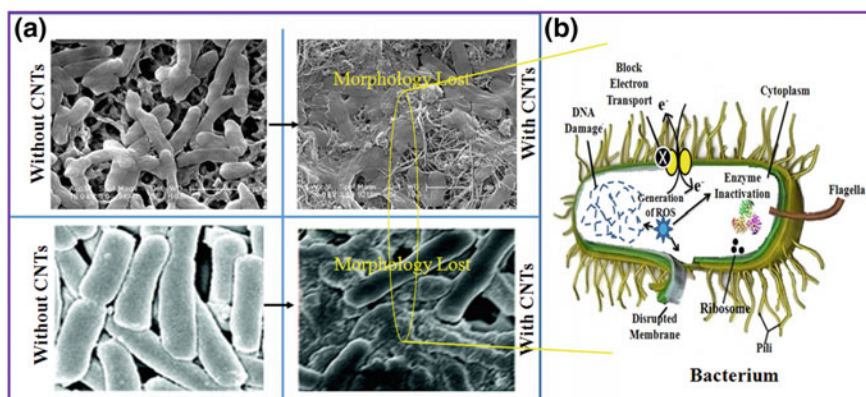 (a)
Without CNTs
Morphology Lost
With CNTs
Without CNTs
Morphology Lost
With CNTs
(b)
Block
Electron
Transport
e-
Cytoplasm
DNA
Damage
X
e-
Enzyme
Inactivation
Flagella
Generation
of ROS
Disrupted
Membrane
Ribosome
Pili
Bacterium